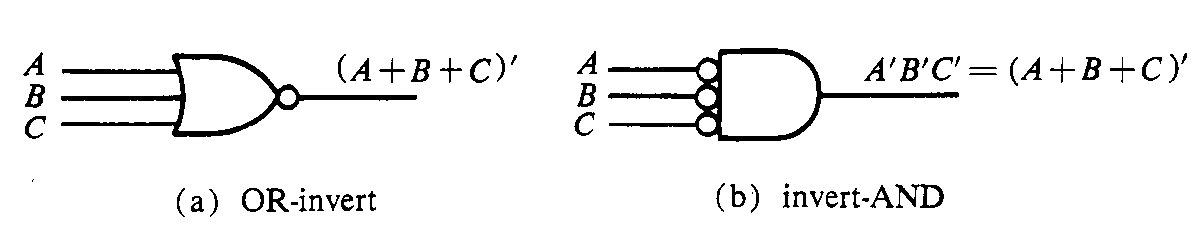 A
B
C
(A+B+C)′
(a) OR-invert
A
B
C
A′B′C′ = (A+B+C)′
(b) invert-AND